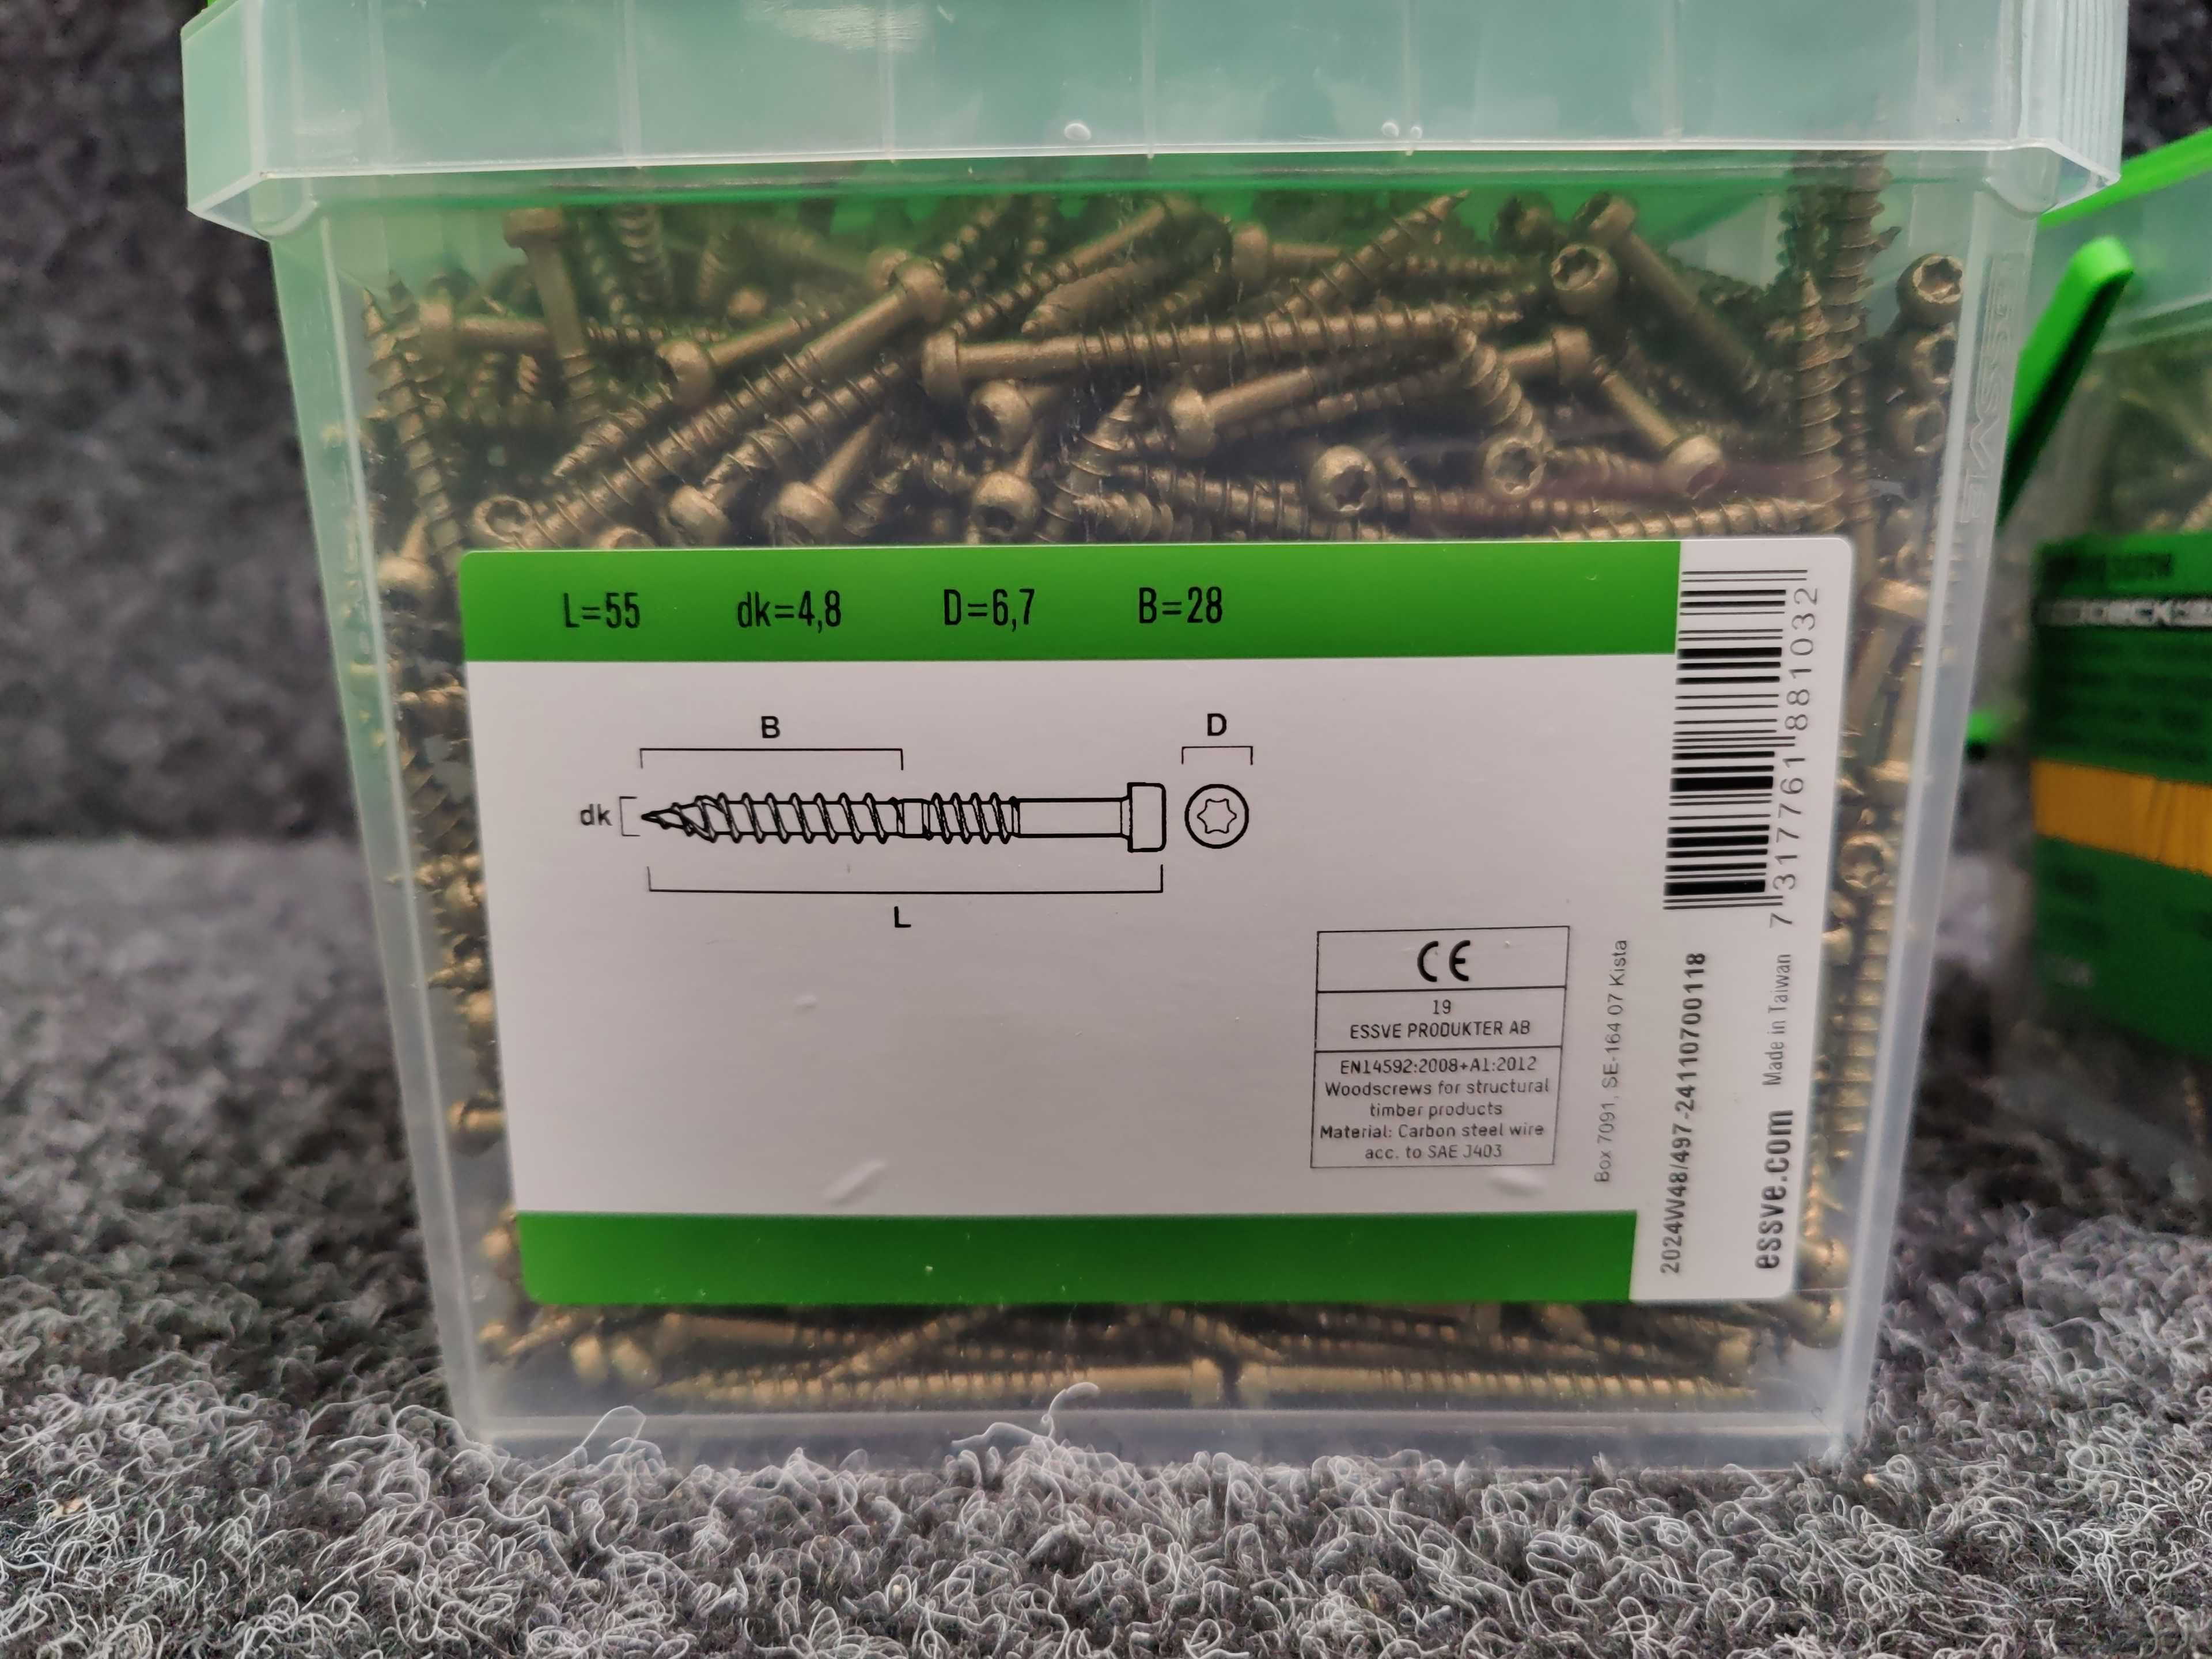 L=55 dk=4,8 D=6,7 B=28
B
D
dk
L
CE
19
ESSVE PRODUKTER AB
EN14592:2008+A1:2012
Woodscrews for structural
timber products
Material: Carbon steel wire
acc. to SAE J403
Box 7091, SE-164 07 Kista
2024W48/497-24110700118
essve.com Made in Taiwan
7 317761 881032
ESSVE